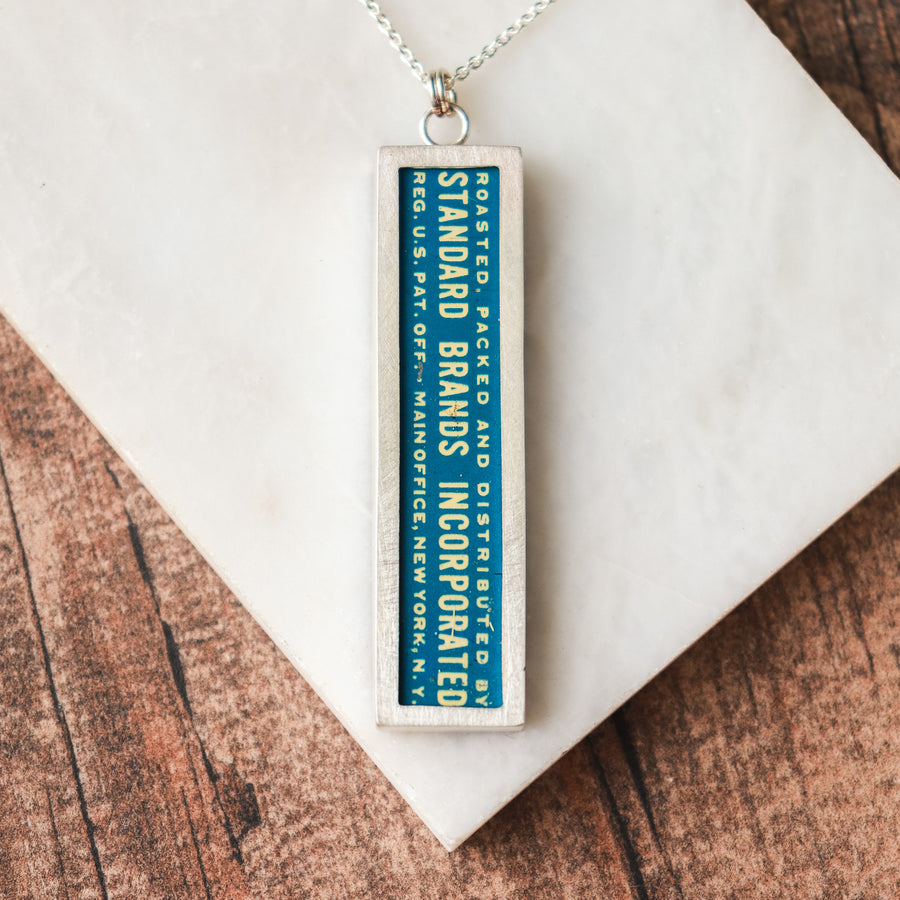 ROASTED, PACKED AND DISTRIBUTED BY
STANDARD BRANDS INCORPORATED
REG. U.S. PAT. OFF. - MAIN OFFICE, NEW YORK, N. Y.